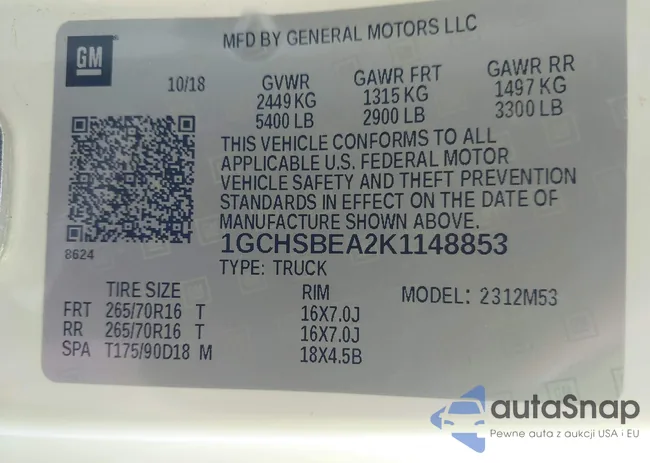 MFD BY GENERAL MOTORS LLC
GM
10/18 GVWR GAWR FRT GAWR RR
2449 KG 1315 KG 1497 KG
5400 LB 2900 LB 3300 LB
THIS VEHICLE CONFORMS TO ALL
APPLICABLE U.S. FEDERAL MOTOR
VEHICLE SAFETY AND THEFT PREVENTION
STANDARDS IN EFFECT ON THE DATE OF
MANUFACTURE SHOWN ABOVE.
8624
1GCHSBEA2K1148853
TYPE: TRUCK
TIRE SIZE RIM MODEL: 2312M53
FRT 265/70R16 T 16X7.0J
RR 265/70R16 T 16X7.0J
SPA T175/90D18 M 18X4.5B
autaSnap
Pewne auta z aukcji USA i EU